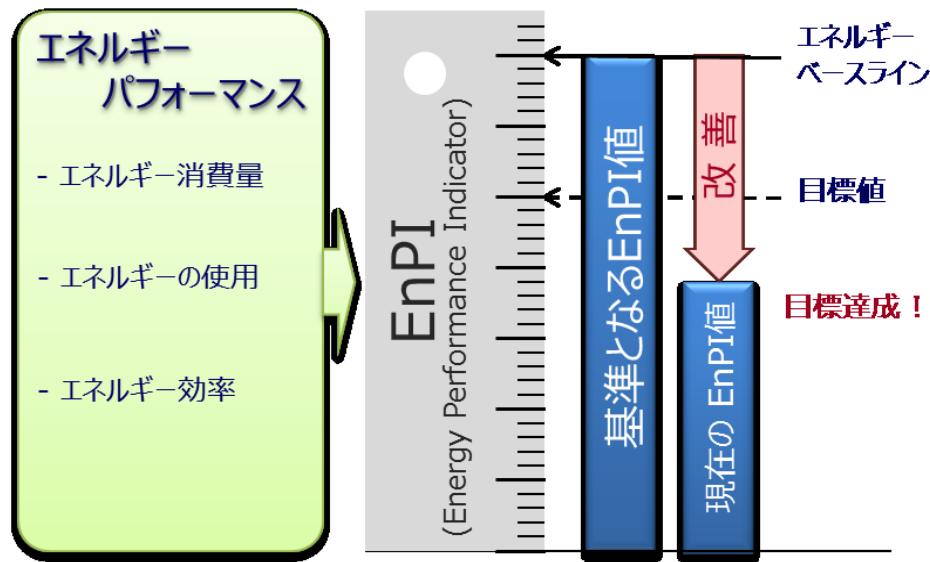 エネルギー
パフォーマンス
- エネルギー消費量
- エネルギーの使用
- エネルギー効率
EnPI
(Energy Performance Indicator)
基準となるEnPI値
改善
現在の EnPI値
エネルギー
ベースライン
目標値
目標達成！